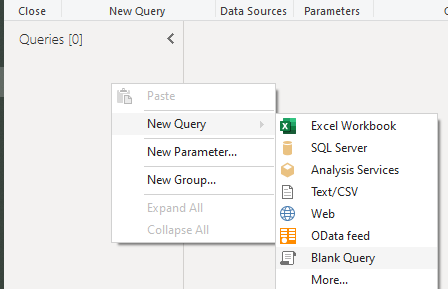 Close New Query Data Sources Parameters
Queries [0]
Paste
New Query
New Parameter...
New Group...
Expand All
Collapse All
Excel Workbook
SQL Server
Analysis Services
Text/CSV
Web
OData feed
Blank Query
More...